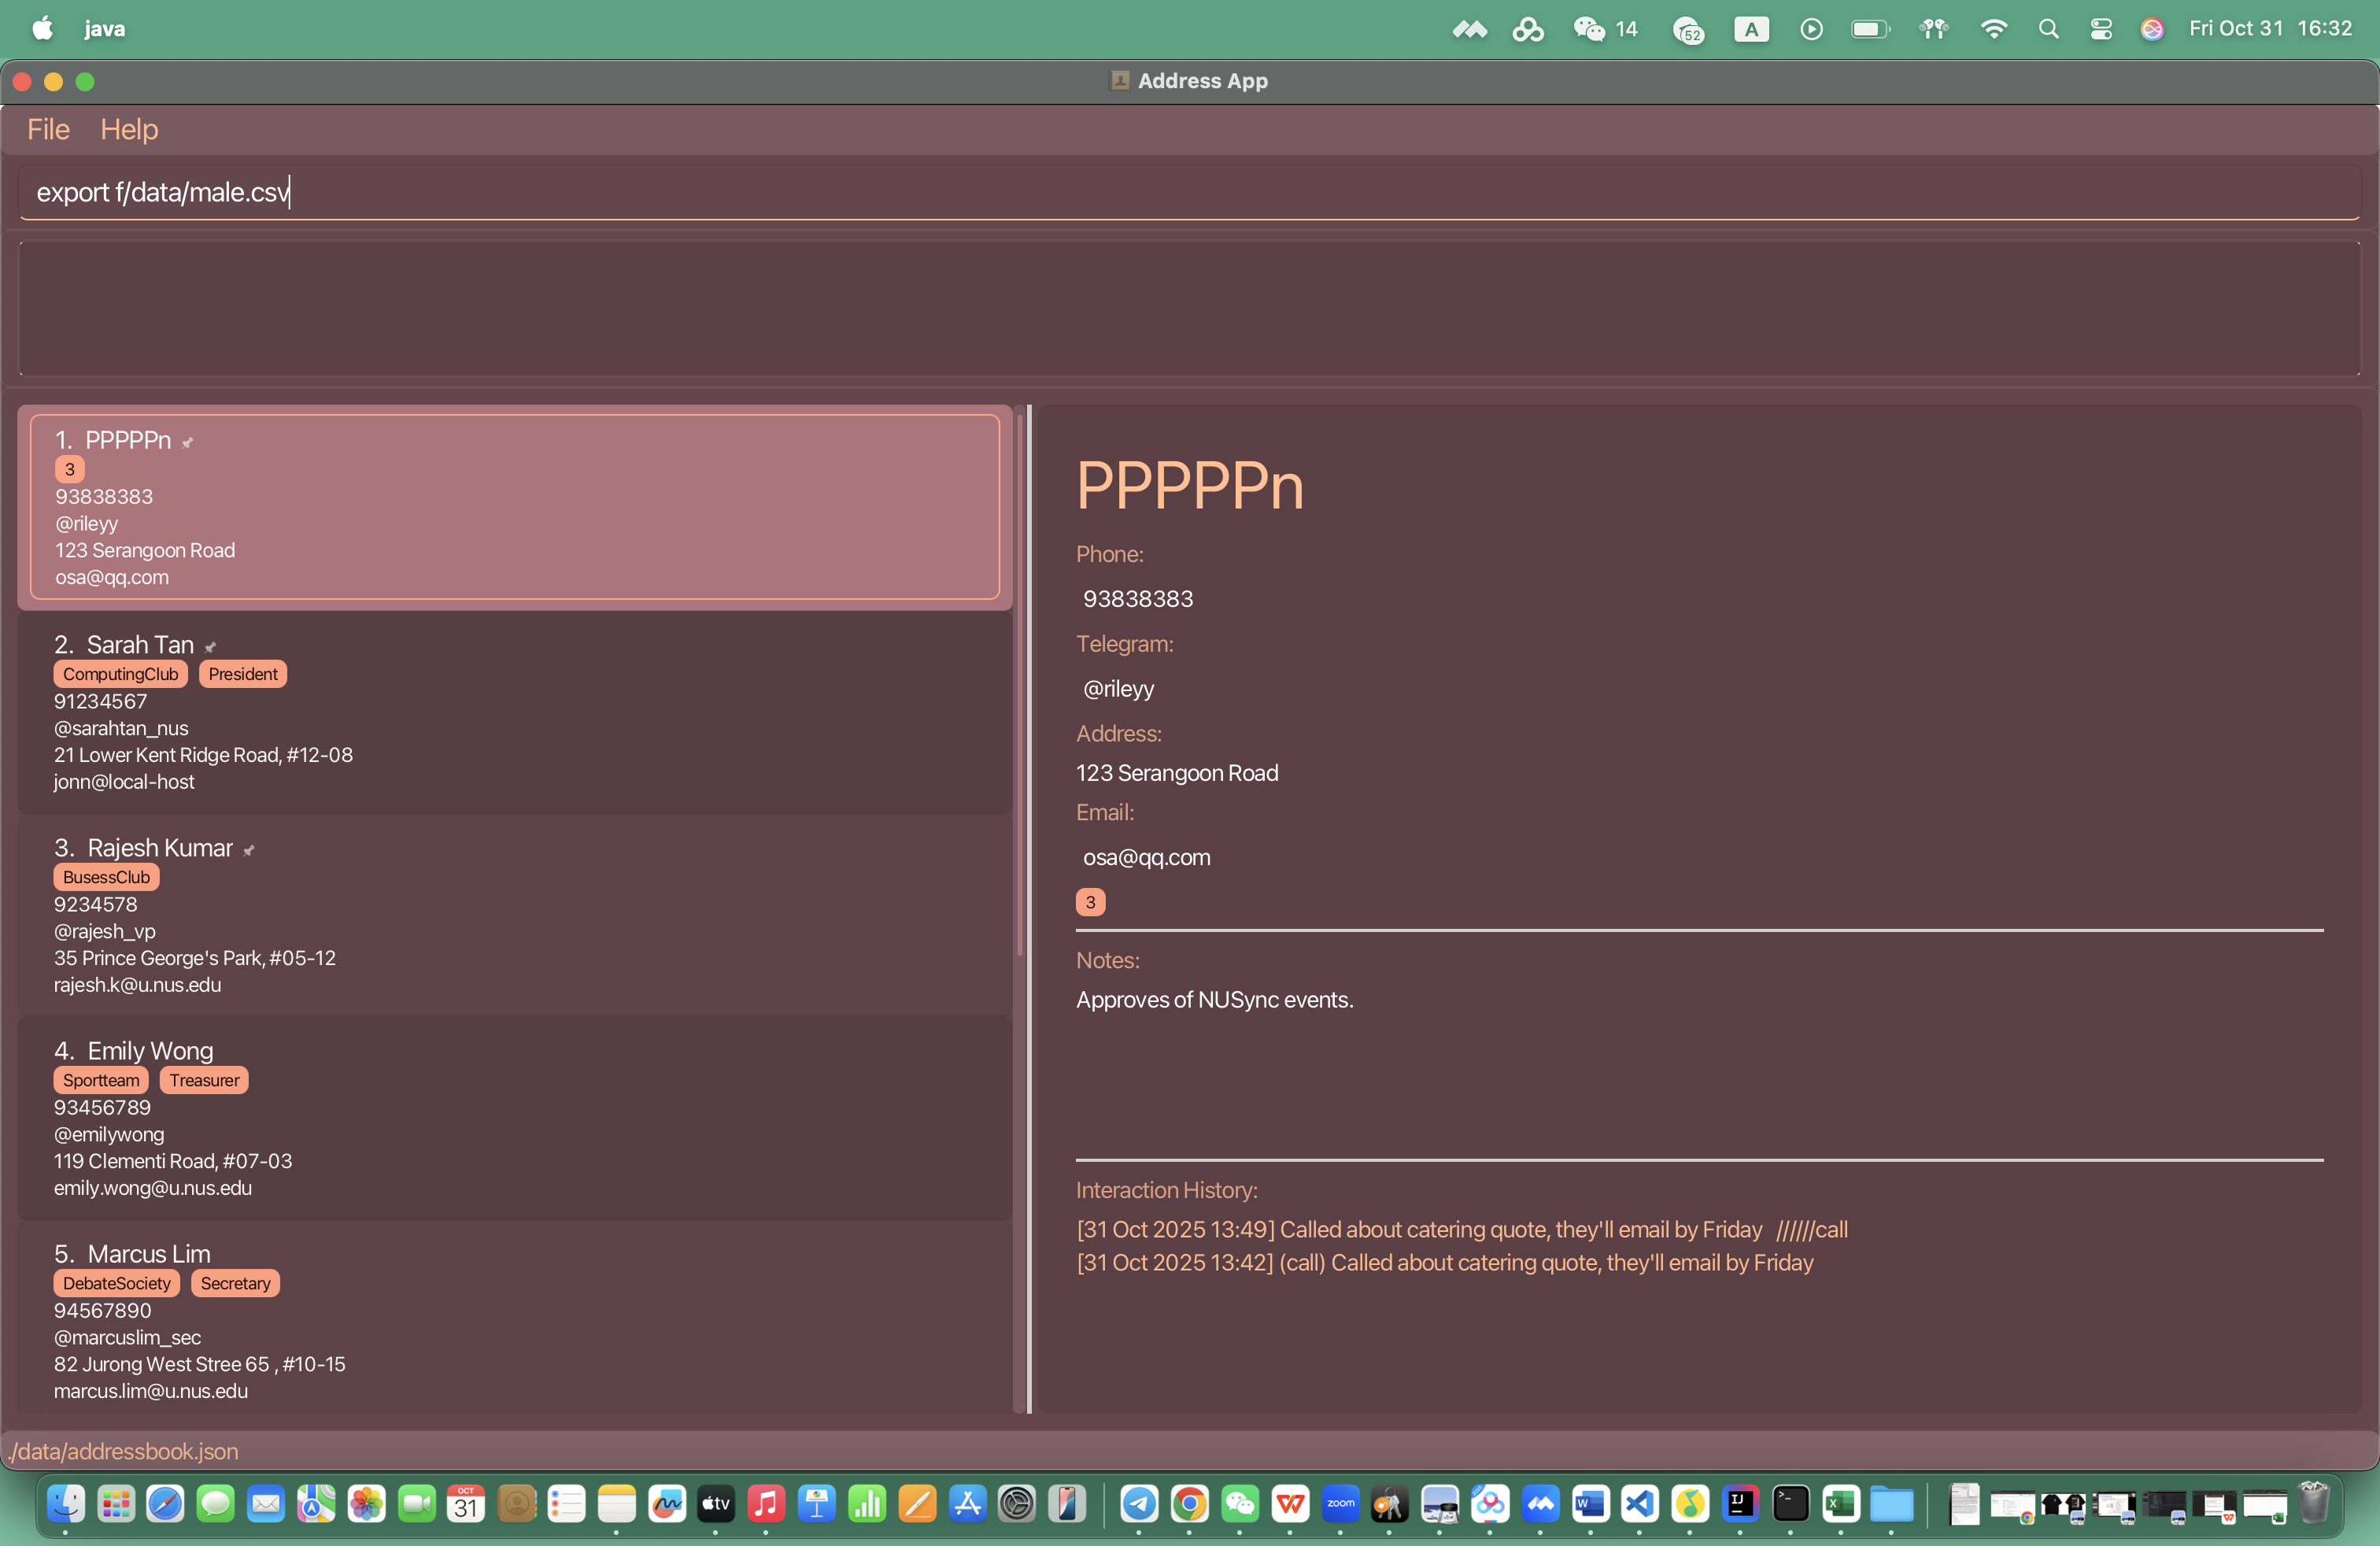 java
14
52
A
Fri Oct 31 16:32
Address App
File Help
export f/data/male.csv
1. PPPPPn
3
93838383
@rileyy
123 Serangoon Road
osa@qq.com
2. Sarah Tan
ComputingClub President
91234567
@sarahtan_nus
21 Lower Kent Ridge Road, #12-08
jonn@local-host
3. Rajesh Kumar
BusessClub
9234578
@rajesh_vp
35 Prince George's Park, #05-12
rajesh.k@u.nus.edu
4. Emily Wong
Sportteam Treasurer
93456789
@emilywong
119 Clementi Road, #07-03
emily.wong@u.nus.edu
5. Marcus Lim
DebateSociety Secretary
94567890
@marcuslim_sec
82 Jurong West Stree 65 , #10-15
marcus.lim@u.nus.edu
PPPPPn
Phone:
93838383
Telegram:
@rileyy
Address:
123 Serangoon Road
Email:
osa@qq.com
3
Notes:
Approves of NUSync events.
Interaction History:
[31 Oct 2025 13:49] Called about catering quote, they'll email by Friday //////call
[31 Oct 2025 13:42] (call) Called about catering quote, they'll email by Friday
./data/addressbook.json
OCT
31
tv
zoom
W
IJ
X